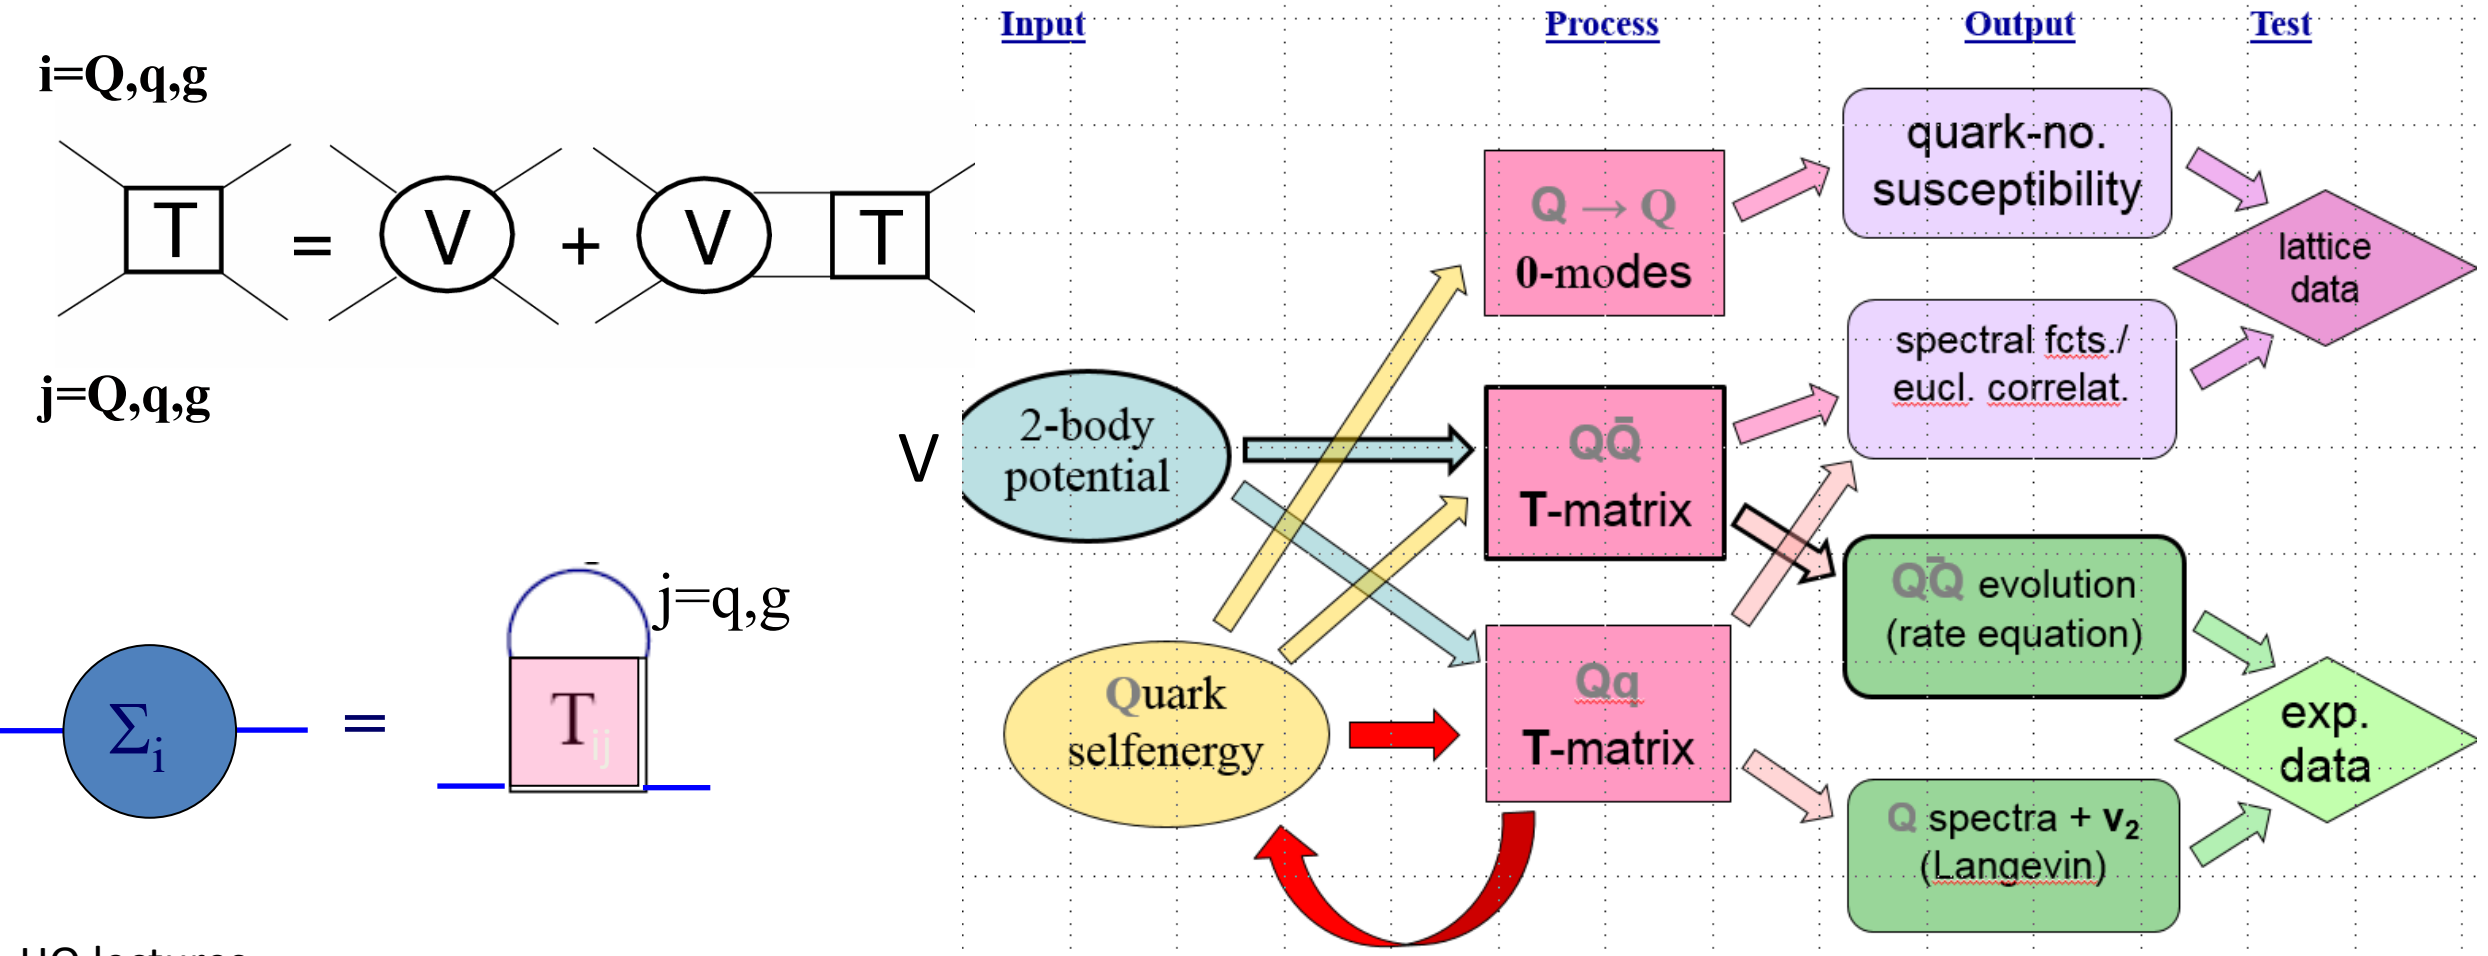 i=Q,q,g
T
=
V
+
V
T
j=Q,q,g
V
Σi
=
j=q,g
Tij
Input
Process
Output
Test
2-body
potential
Quark
selfenergy
Q → Q
0-modes
QQ̄
T-matrix
Qq
T-matrix
quark-no.
susceptibility
spectral fcts./
eucl. correlat.
QQ̄ evolution
(rate equation)
Q spectra + v2
(Langevin)
lattice
data
exp.
data